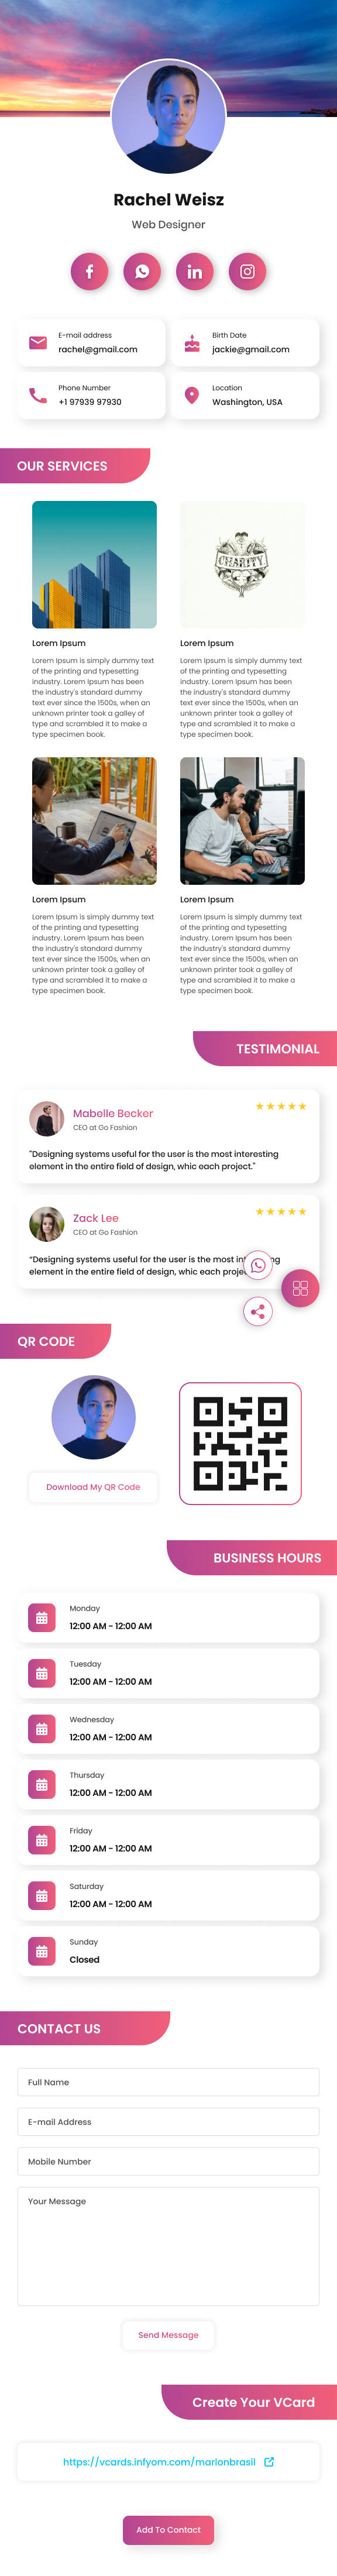 Rachel Weisz
Web Designer
E-mail address
rachel@gmail.com
Birth Date
jackie@gmail.com
Phone Number
+1 97939 97930
Location
Washington, USA
OUR SERVICES
CHARITY
Lorem Ipsum
Lorem Ipsum is simply dummy text
of the printing and typesetting
industry. Lorem Ipsum has been
the industry's standard dummy
text ever since the 1500s, when an
unknown printer took a galley of
type and scrambled it to make a
type specimen book.
Lorem Ipsum
Lorem Ipsum is simply dummy text
of the printing and typesetting
industry. Lorem Ipsum has been
the industry's standard dummy
text ever since the 1500s, when an
unknown printer took a galley of
type and scrambled it to make a
type specimen book.
Lorem Ipsum
Lorem Ipsum is simply dummy text
of the printing and typesetting
industry. Lorem Ipsum has been
the industry's standard dummy
text ever since the 1500s, when an
unknown printer took a galley of
type and scrambled it to make a
type specimen book.
Lorem Ipsum
Lorem Ipsum is simply dummy text
of the printing and typesetting
industry. Lorem Ipsum has been
the industry's standard dummy
text ever since the 1500s, when an
unknown printer took a galley of
type and scrambled it to make a
type specimen book.
TESTIMONIAL
Mabelle Becker
CEO at Go Fashion
"Designing systems useful for the user is the most interesting
element in the entire field of design, whic each project."
Zack Lee
CEO at Go Fashion
"Designing systems useful for the user is the most
element in the entire field of design, whic each
QR CODE
Download My QR Code
BUSINESS HOURS
Monday
12:00 AM - 12:00 AM
Tuesday
12:00 AM - 12:00 AM
Wednesday
12:00 AM - 12:00 AM
Thursday
12:00 AM - 12:00 AM
Friday
12:00 AM - 12:00 AM
Saturday
12:00 AM - 12:00 AM
Sunday
Closed
CONTACT US
Full Name
E-mail Address
Mobile Number
Your Message
Send Message
Create Your VCard
https://vcards.infyom.com/marlonbrasil
Add To Contact